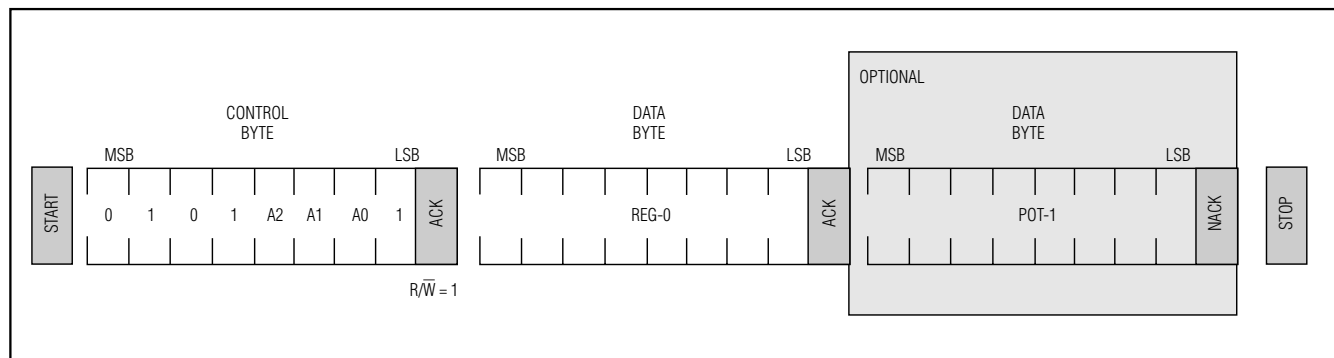 OPTIONAL
CONTROL
BYTE
DATA
BYTE
DATA
BYTE
MSB
LSB
MSB
LSB
MSB
LSB
START
0 1 0 1 A2 A1 A0 1
ACK
REG-0
ACK
POT-1
NACK
STOP
R/W̅ = 1